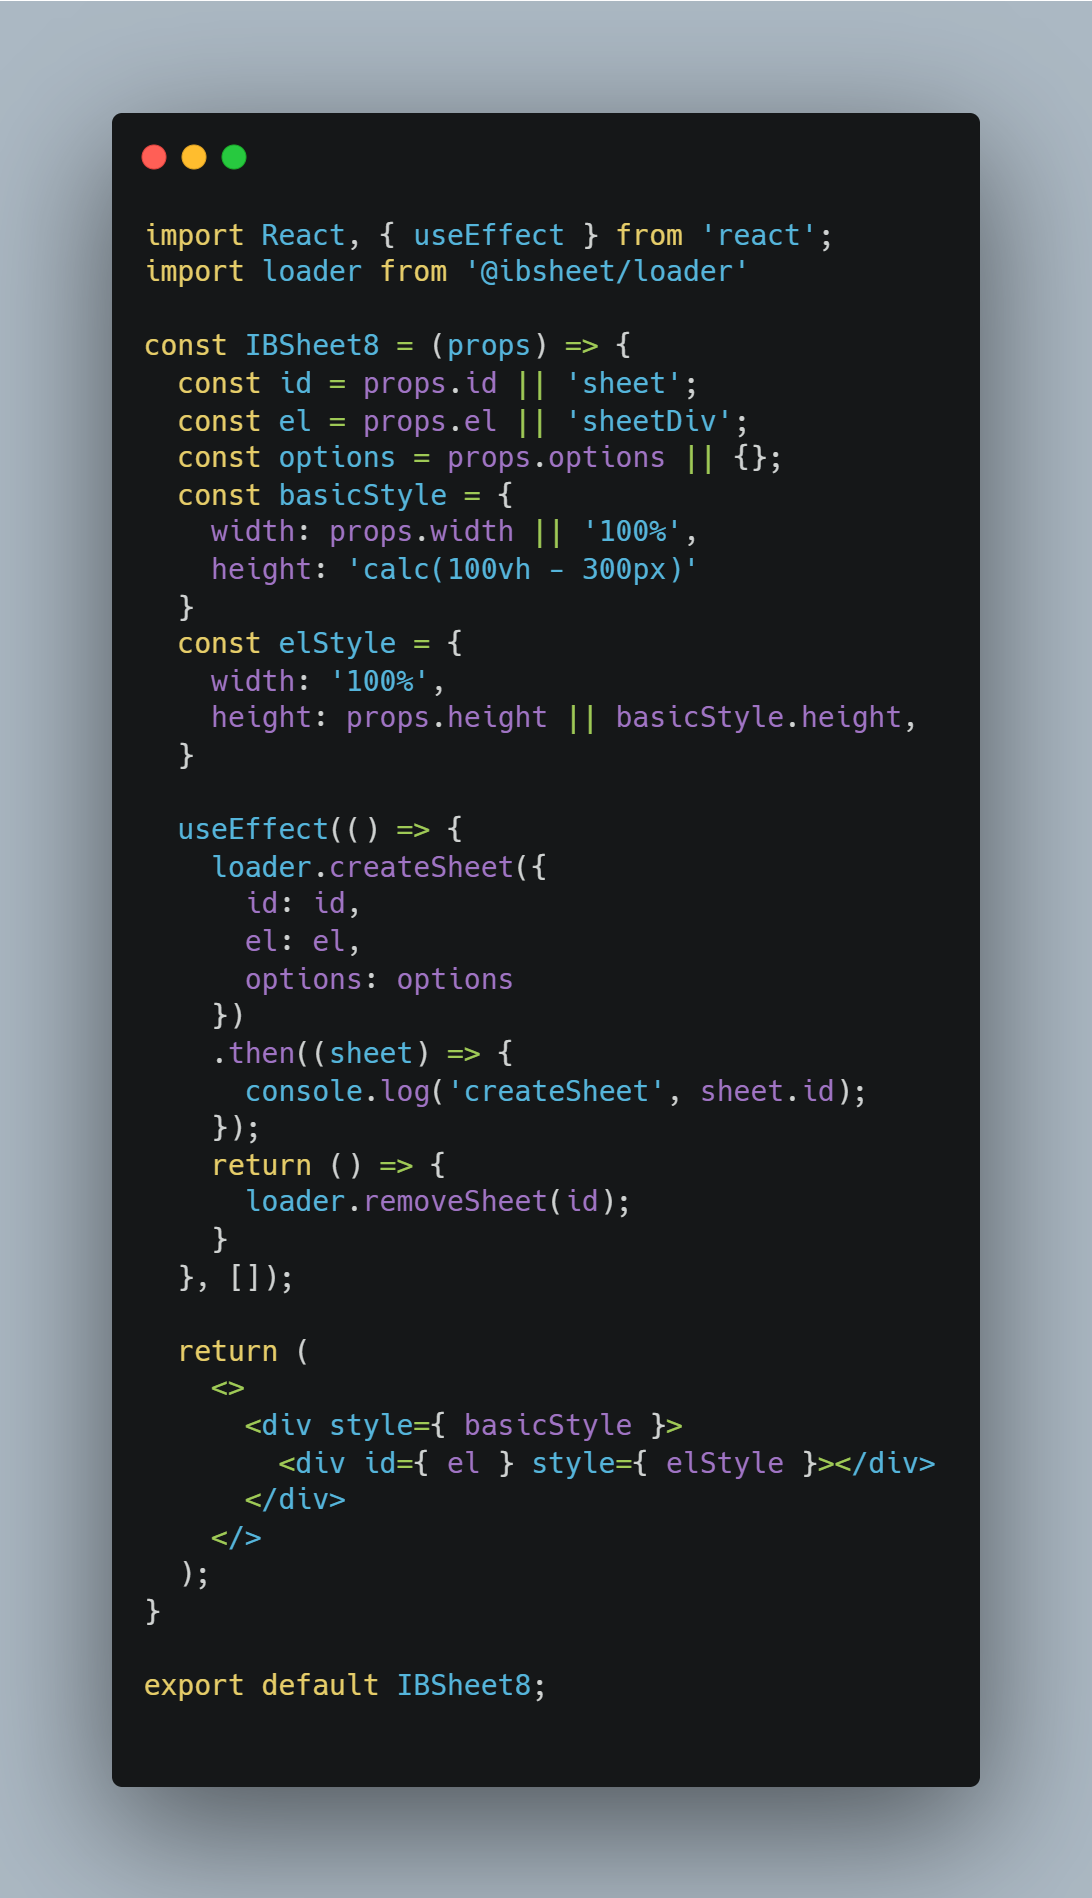 import React, { useEffect } from 'react';
import loader from '@ibsheet/loader'

const IBSheet8 = (props) => {
  const id = props.id || 'sheet';
  const el = props.el || 'sheetDiv';
  const options = props.options || {};
  const basicStyle = {
    width: props.width || '100%',
    height: 'calc(100vh - 300px)'
  }
  const elStyle = {
    width: '100%',
    height: props.height || basicStyle.height,
  }

  useEffect(() => {
    loader.createSheet({
      id: id,
      el: el,
      options: options
    })
    .then((sheet) => {
      console.log('createSheet', sheet.id);
    });
    return () => {
      loader.removeSheet(id);
    }
  }, []);

  return (
    <>
      <div style={ basicStyle }>
        <div id={ el } style={ elStyle }></div>
      </div>
    </>
  );
}

export default IBSheet8;